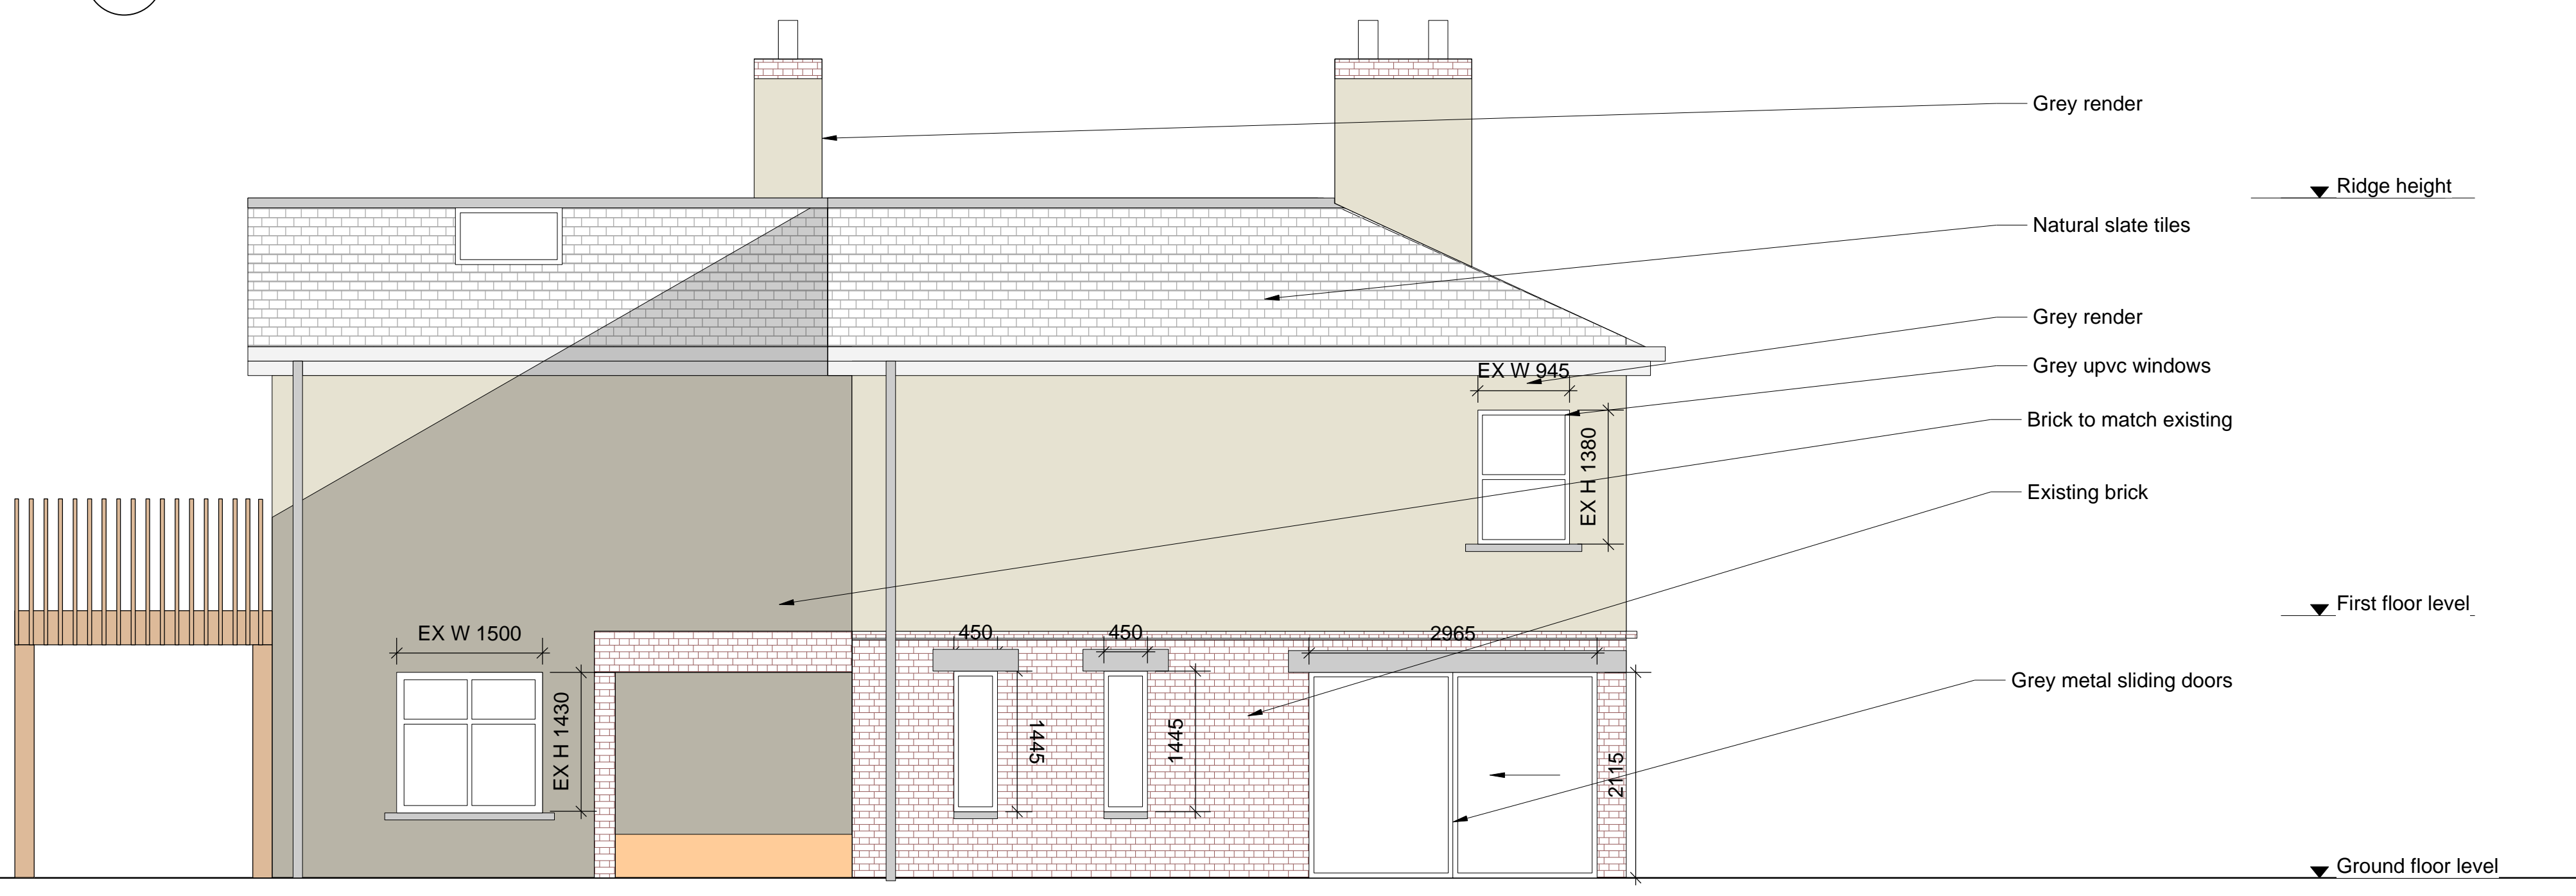 Grey render
Ridge height
Natural slate tiles
Grey render
Grey upvc windows
EX W 945
Brick to match existing
EX H 1380
Existing brick
First floor level
EX W 1500
450
450
2965
Grey metal sliding doors
EX H 1430
1445
1445
2115
Ground floor level